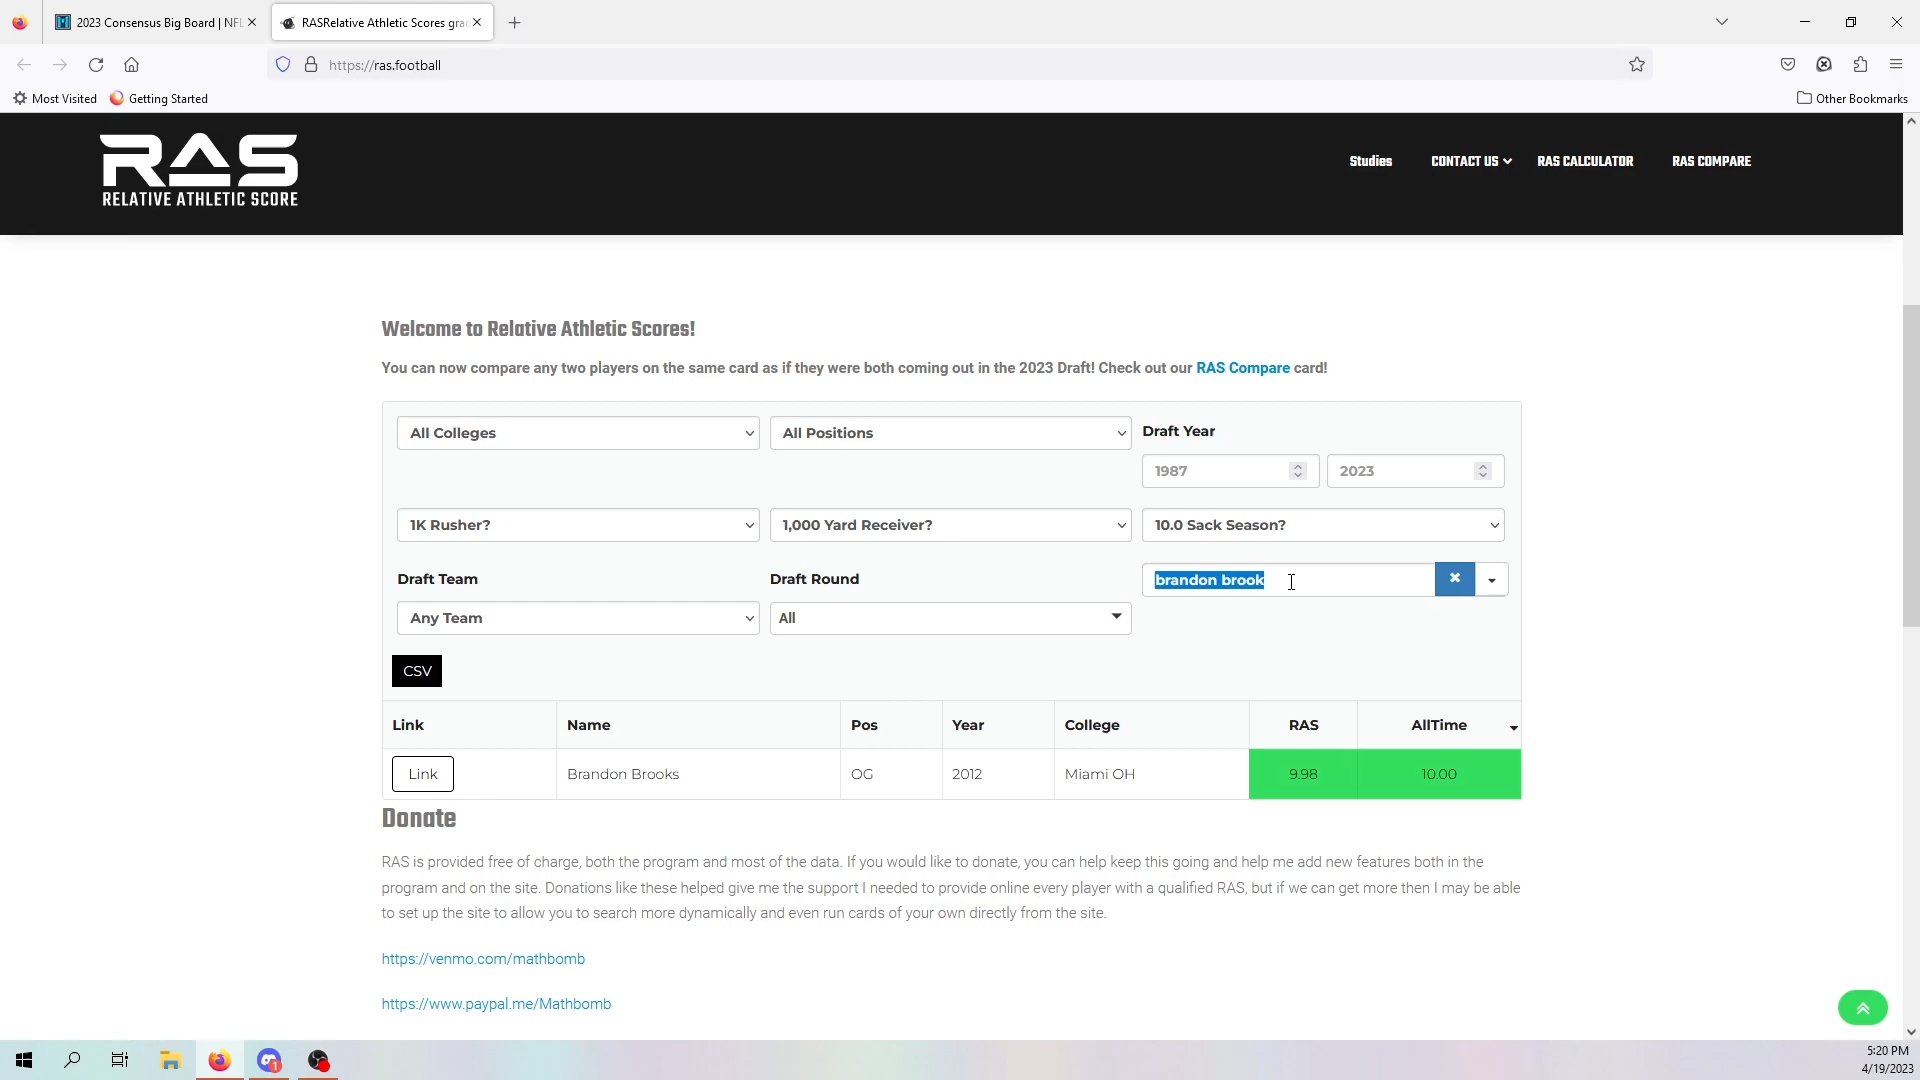 2023 Consensus Big Board | NFL
RASRelative Athletic Scores grad
https://ras.football
Most Visited
Getting Started
Other Bookmarks
RAS
RELATIVE ATHLETIC SCORE
Studies
CONTACT US
RAS CALCULATOR
RAS COMPARE
Welcome to Relative Athletic Scores!
You can now compare any two players on the same card as if they were both coming out in the 2023 Draft! Check out our RAS Compare card!
All Colleges
All Positions
Draft Year
1987
2023
1K Rusher?
1,000 Yard Receiver?
10.0 Sack Season?
Draft Team
Draft Round
brandon brook
Any Team
All
CSV
Link Name Pos Year College RAS AllTime
Link Brandon Brooks OG 2012 Miami OH 9.98 10.00
Donate
RAS is provided free of charge, both the program and most of the data. If you would like to donate, you can help keep this going and help me add new features both in the
program and on the site. Donations like these helped give me the support I needed to provide online every player with a qualified RAS, but if we can get more then I may be able
to set up the site to allow you to search more dynamically and even run cards of your own directly from the site.
https://venmo.com/mathbomb
https://www.paypal.me/Mathbomb
1
5:20 PM
4/19/2023